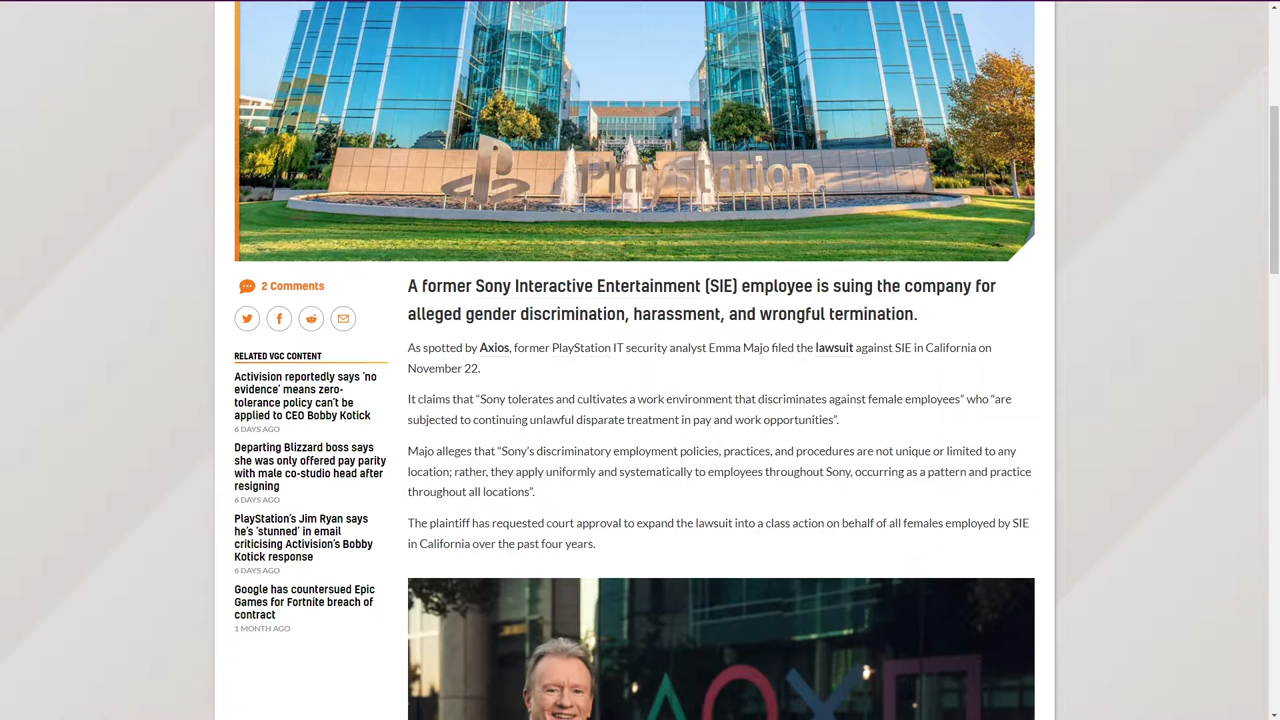 PlayStation
2 Comments
RELATED VGC CONTENT
Activision reportedly says ‘no
evidence’ means zero-
tolerance policy can’t be
applied to CEO Bobby Kotick
6 DAYS AGO
Departing Blizzard boss says
she was only offered pay parity
with male co-studio head after
resigning
6 DAYS AGO
PlayStation’s Jim Ryan says
he’s ‘stunned’ in email
criticising Activision’s Bobby
Kotick response
6 DAYS AGO
Google has countersued Epic
Games for Fortnite breach of
contract
1 MONTH AGO
A former Sony Interactive Entertainment (SIE) employee is suing the company for
alleged gender discrimination, harassment, and wrongful termination.
As spotted by Axios, former PlayStation IT security analyst Emma Majo filed the lawsuit against SIE in California on
November 22.
It claims that “Sony tolerates and cultivates a work environment that discriminates against female employees” who “are
subjected to continuing unlawful disparate treatment in pay and work opportunities”.
Majo alleges that “Sony’s discriminatory employment policies, practices, and procedures are not unique or limited to any
location; rather, they apply uniformly and systematically to employees throughout Sony, occurring as a pattern and practice
throughout all locations”.
The plaintiff has requested court approval to expand the lawsuit into a class action on behalf of all females employed by SIE
in California over the past four years.